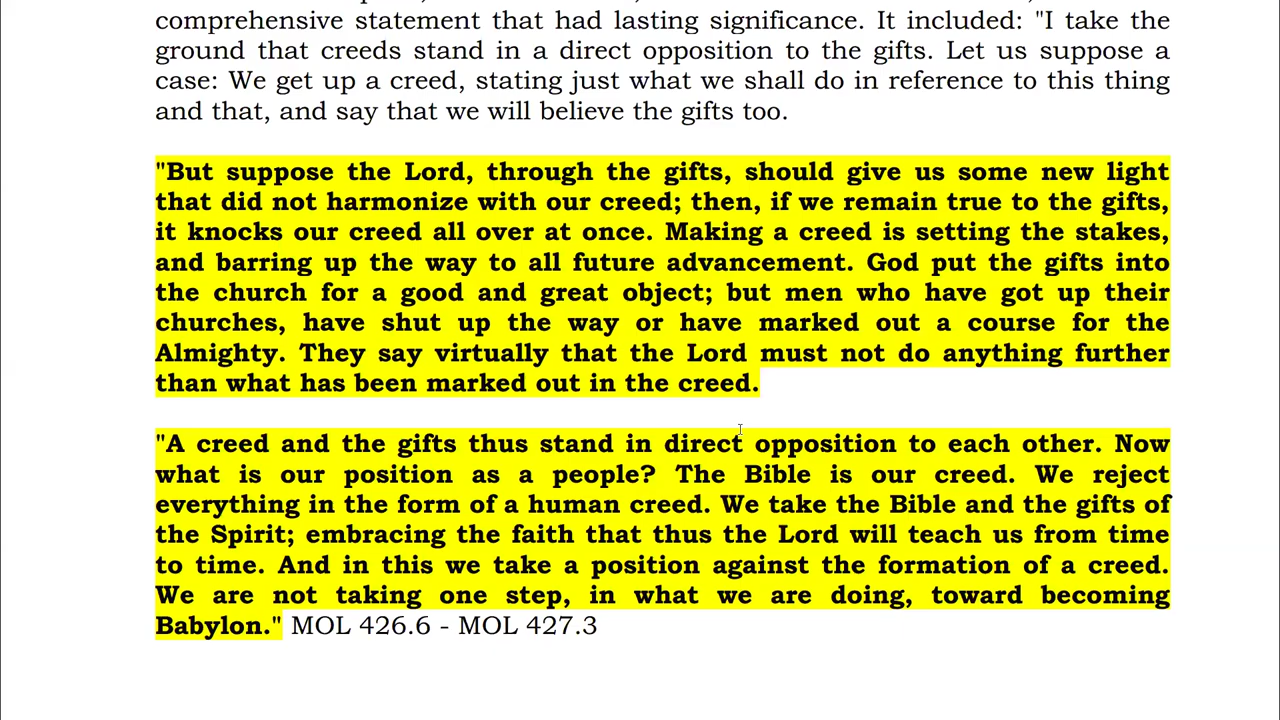 comprehensive statement that had lasting significance. It included: "I take the
ground that creeds stand in a direct opposition to the gifts. Let us suppose a
case: We get up a creed, stating just what we shall do in reference to this thing
and that, and say that we will believe the gifts too.
"But suppose the Lord, through the gifts, should give us some new light
that did not harmonize with our creed; then, if we remain true to the gifts,
it knocks our creed all over at once. Making a creed is setting the stakes,
and barring up the way to all future advancement. God put the gifts into
the church for a good and great object; but men who have got up their
churches, have shut up the way or have marked out a course for the
Almighty. They say virtually that the Lord must not do anything further
than what has been marked out in the creed.
"A creed and the gifts thus stand in direct opposition to each other. Now
what is our position as a people? The Bible is our creed. We reject
everything in the form of a human creed. We take the Bible and the gifts of
the Spirit; embracing the faith that thus the Lord will teach us from time
to time. And in this we take a position against the formation of a creed.
We are not taking one step, in what we are doing, toward becoming
Babylon." MOL 426.6 - MOL 427.3